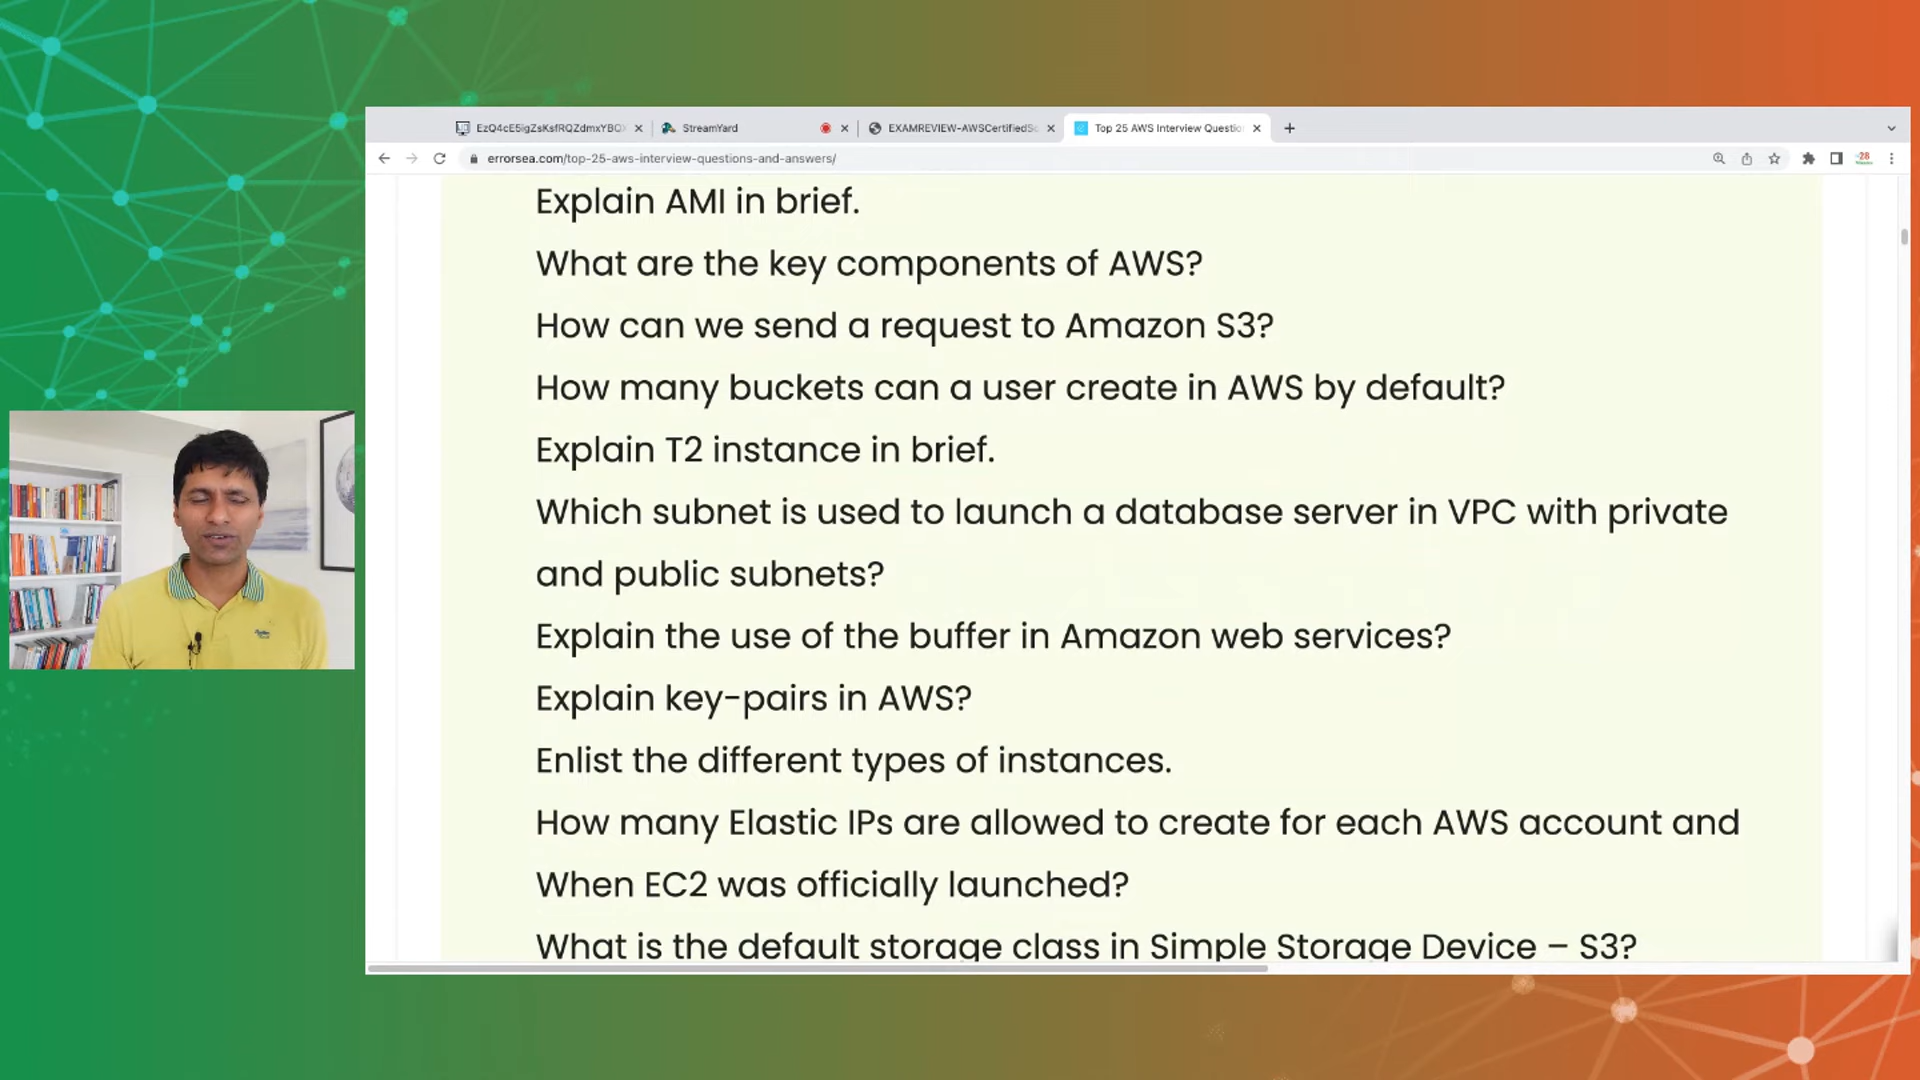 EzQ4cE5igZsKsfRQZdmxYBQX
StreamYard
EXAMREVIEW-AWSCertifiedSo
Top 25 AWS Interview Questio
errorsea.com/top-25-aws-interview-questions-and-answers/
Explain AMI in brief.
What are the key components of AWS?
How can we send a request to Amazon S3?
How many buckets can a user create in AWS by default?
Explain T2 instance in brief.
Which subnet is used to launch a database server in VPC with private
and public subnets?
Explain the use of the buffer in Amazon web services?
Explain key-pairs in AWS?
Enlist the different types of instances.
How many Elastic IPs are allowed to create for each AWS account and
When EC2 was officially launched?
What is the default storage class in Simple Storage Device – S3?